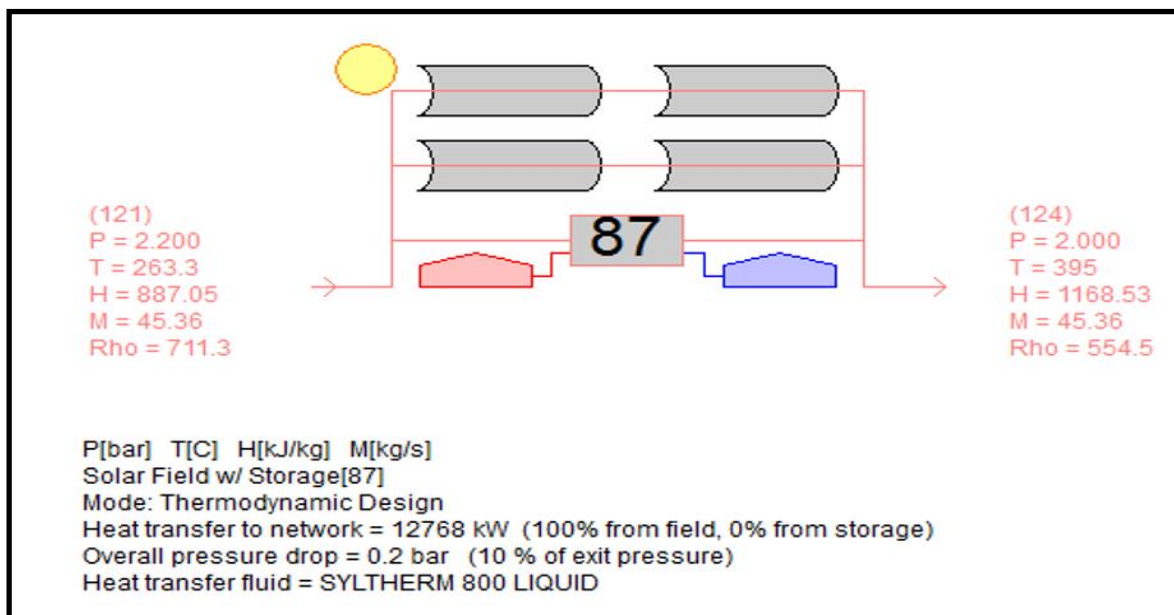 87
(121)
P = 2.200
T = 263.3
H = 887.05
M = 45.36
Rho = 711.3
(124)
P = 2.000
T = 395
H = 1168.53
M = 45.36
Rho = 554.5
P[bar] T[C] H[kJ/kg] M[kg/s]
Solar Field w/ Storage[87]
Mode: Thermodynamic Design
Heat transfer to network = 12768 kW (100% from field, 0% from storage)
Overall pressure drop = 0.2 bar (10 % of exit pressure)
Heat transfer fluid = SYLTHERM 800 LIQUID